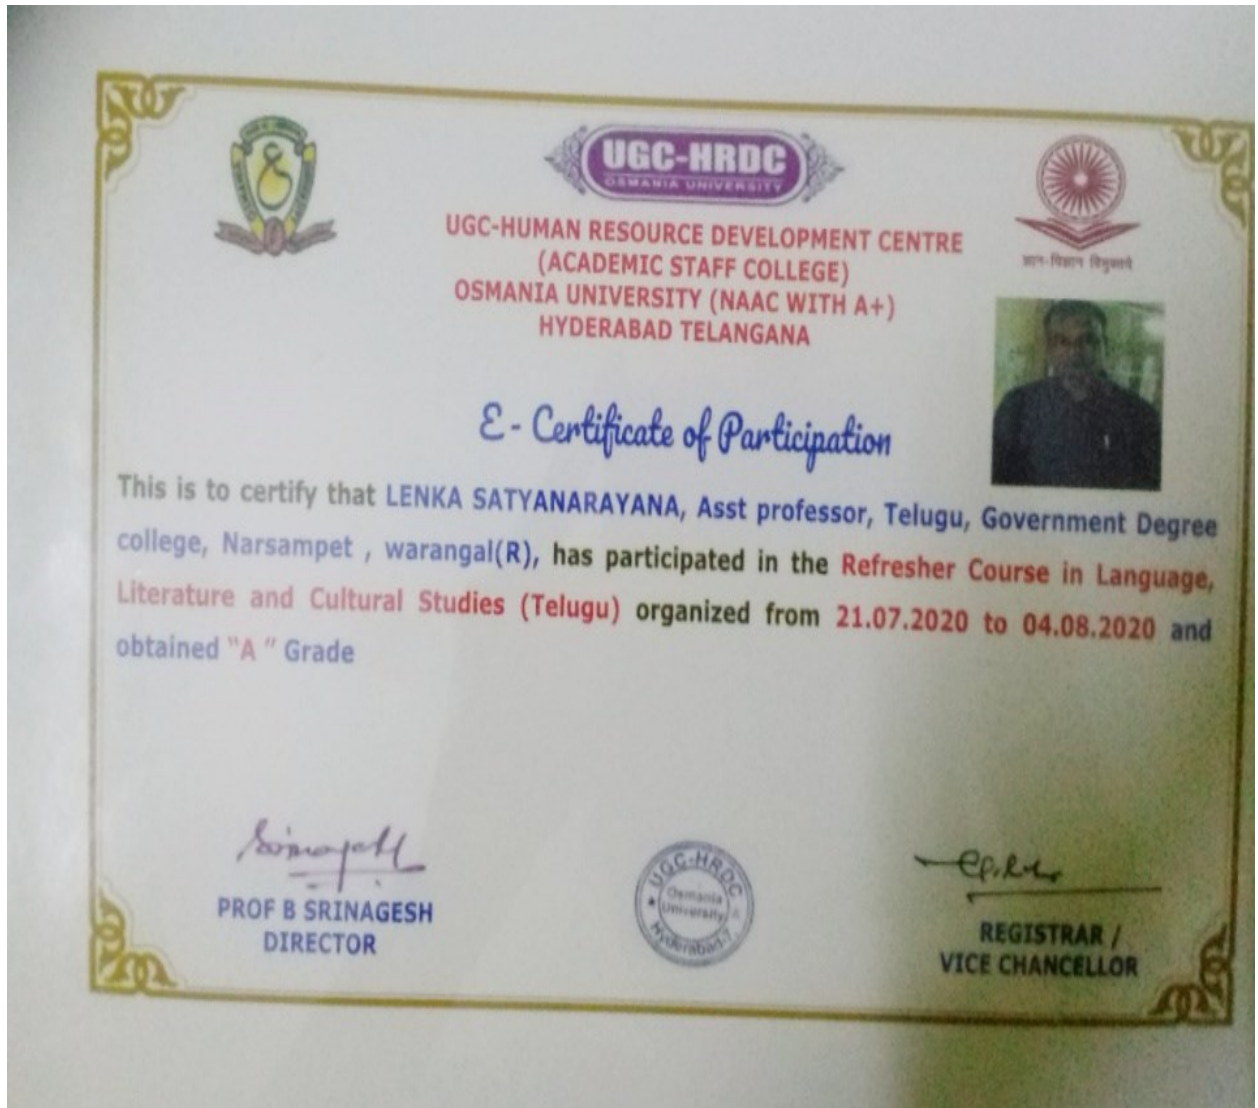 UGC-HRDC
OSMANIA UNIVERSITY
UGC-HUMAN RESOURCE DEVELOPMENT CENTRE
(ACADEMIC STAFF COLLEGE)
OSMANIA UNIVERSITY (NAAC WITH A+)
HYDERABAD TELANGANA
ज्ञान-विज्ञान विमुक्तये
E - Certificate of Participation
This is to certify that LENKA SATYANARAYANA, Asst professor, Telugu, Government Degree
college, Narsampet , warangal(R), has participated in the Refresher Course in Language,
Literature and Cultural Studies (Telugu) organized from 21.07.2020 to 04.08.2020 and
obtained "A " Grade
PROF B SRINAGESH
DIRECTOR
UGC-HRDC
Osmania
University
Hyderabad-7
REGISTRAR /
VICE CHANCELLOR